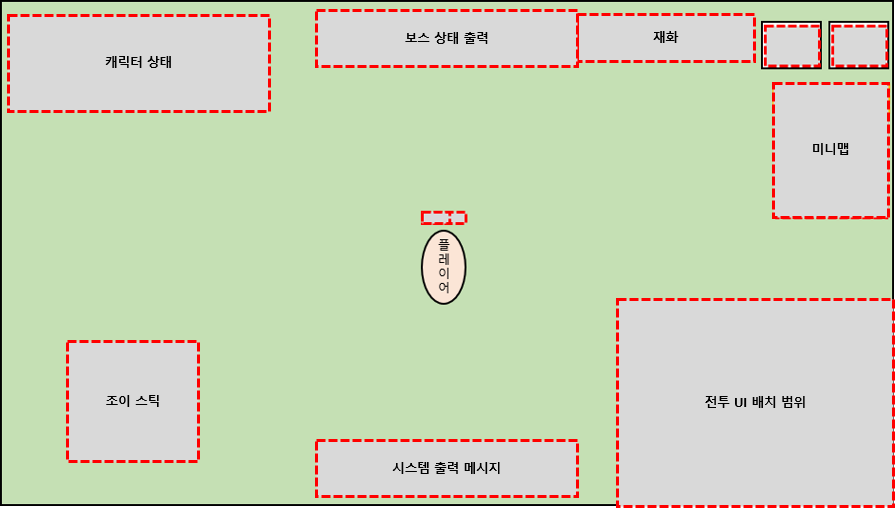 캐릭터 상태
보스 상태 출력
재화
미니맵
플
레
이
어
조이 스틱
전투 UI 배치 범위
시스템 출력 메시지